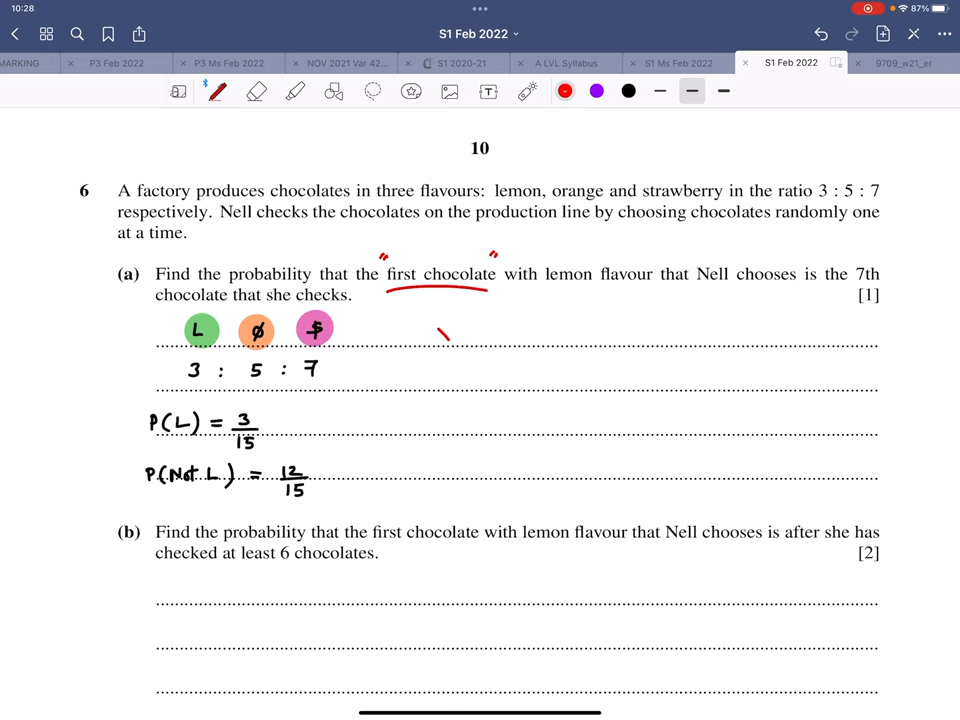 10:28
87%
S1 Feb 2022
MARKING
P3 Feb 2022
P3 Ms Feb 2022
NOV 2021 Var 42...
S1 2020-21
A LVL Syllabus
S1 Ms Feb 2022
S1 Feb 2022
9709_w21_er
10
6 A factory produces chocolates in three flavours: lemon, orange and strawberry in the ratio 3 : 5 : 7
respectively. Nell checks the chocolates on the production line by choosing chocolates randomly one
at a time.
(a) Find the probability that the "first chocolate" with lemon flavour that Nell chooses is the 7th
chocolate that she checks. [1]
L O S
3 : 5 : 7
P(L) = 3/15
P(Not L) = 12/15
(b) Find the probability that the first chocolate with lemon flavour that Nell chooses is after she has
checked at least 6 chocolates. [2]